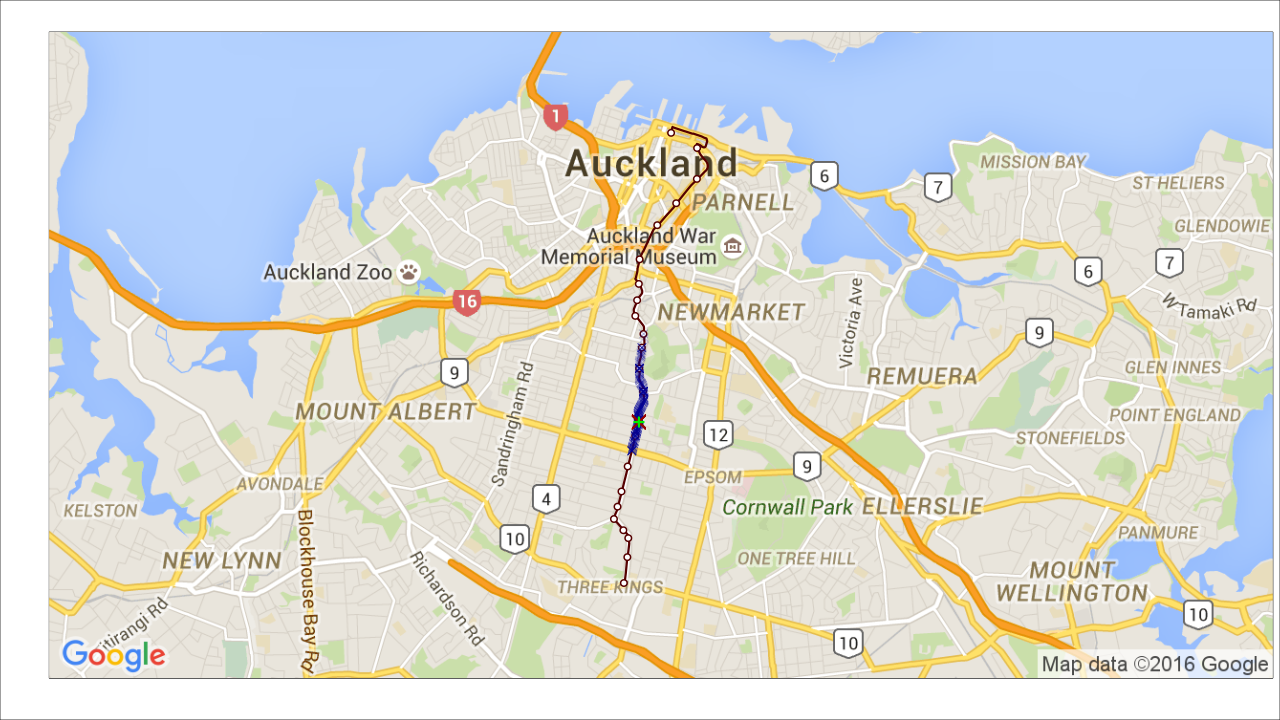 1
Auckland
6
7
MISSION BAY
ST HELIERS
PARNELL
GLENDOWIE
Auckland War
Memorial Museum
Auckland Zoo
6
7
16
NEWMARKET
Victoria Ave
W Tamaki Rd
9
9
REMUERA
GLEN INNES
Sandringham Rd
MOUNT ALBERT
POINT ENGLAND
12
STONEFIELDS
9
EPSOM
AVONDALE
4
Cornwall Park
ELLERSLIE
KELSTON
10
PANMURE
Blockhouse Bay Rd
NEW LYNN
Richardson Rd
ONE TREE HILL
THREE KINGS
MOUNT
WELLINGTON
10
10
Google
Map data ©2016 Google